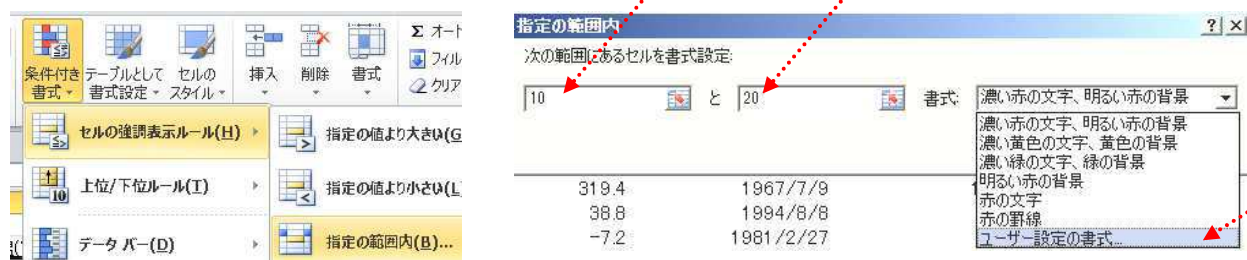 条件付き
書式
テーブルとして
書式設定
セルの
スタイル
挿入
削除
書式
Σ オート
フィル
クリア
セルの強調表示ルール(H)
上位/下位ルール(T)
データ バー(D)
指定の値より大きい(G
指定の値より小さい(L
指定の範囲内(B)...
指定の範囲内
次の範囲にあるセルを書式設定:
10 と 20 書式: 濃い赤の文字、明るい赤の背景
濃い赤の文字、明るい赤の背景
濃い黄色の文字、黄色の背景
濃い緑の文字、緑の背景
明るい赤の背景
赤の文字
赤の罫線
ユーザー設定の書式...
319.4 1967/7/9
38.8 1994/8/8
-7.2 1981/2/27